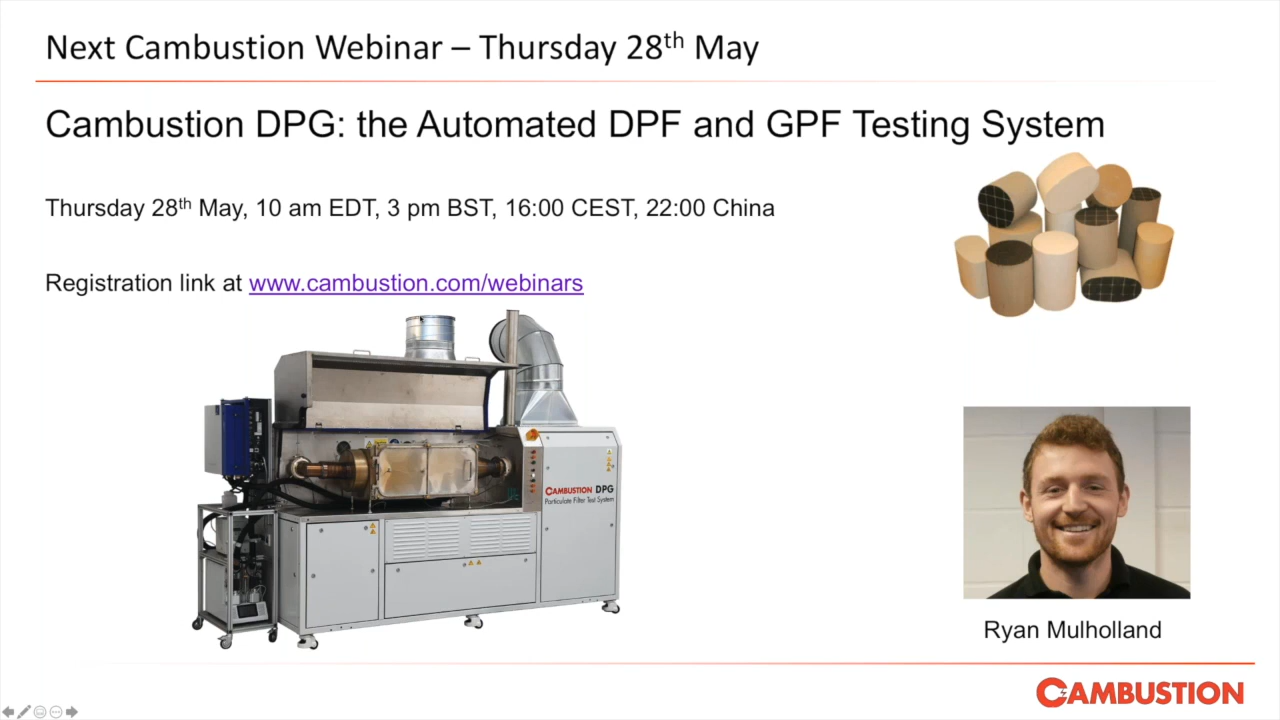 Next Cambustion Webinar – Thursday 28th May
Cambustion DPG: the Automated DPF and GPF Testing System
Thursday 28th May, 10 am EDT, 3 pm BST, 16:00 CEST, 22:00 China
Registration link at www.cambustion.com/webinars
CAMBUSTION DPG
Particulate Filter Test System
Ryan Mulholland
CAMBUSTION